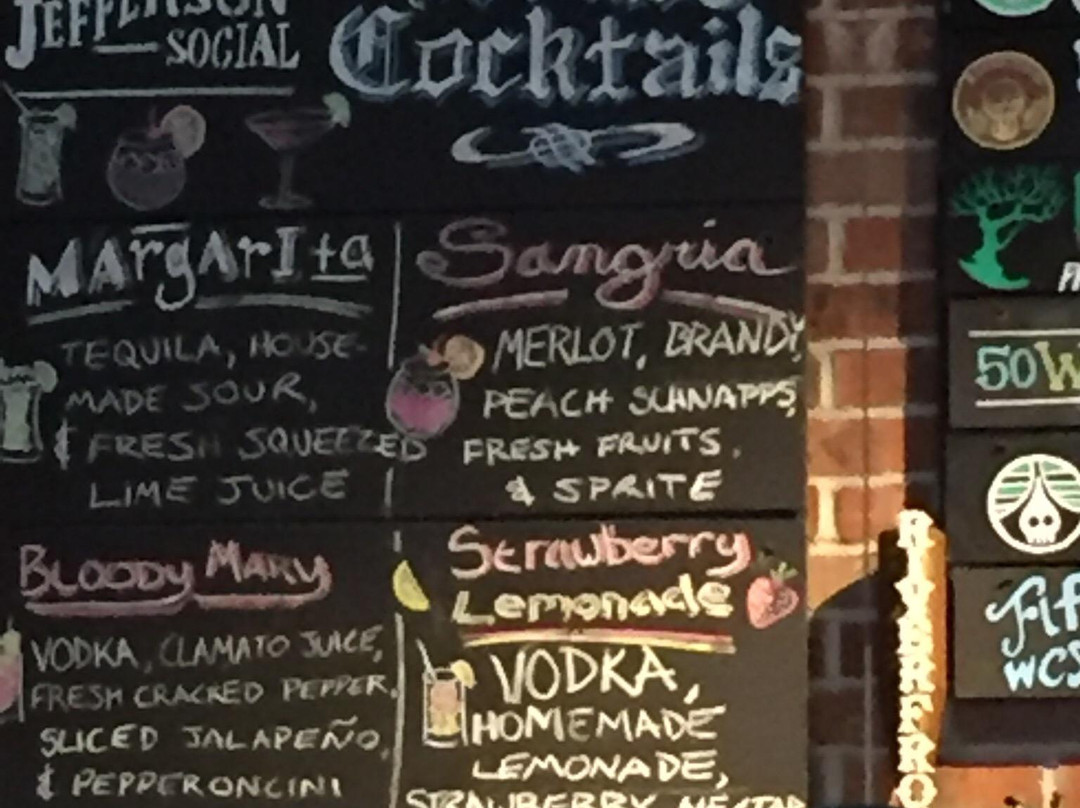 JEFFERSON
SOCIAL
Cocktails
MArgArIta
TEQUILA, HOUSE-
MADE SOUR,
& FRESH SQUEEZED
LIME JUICE
Sangria
MERLOT, BRANDY,
PEACH SCHNAPPS,
FRESH FRUITS.
& SPRITE
BLOODY MARY
VODKA, CLAMATO JUICE,
FRESH CRACKED PEPPER,
SLICED JALAPEÑO,
& PEPPERONCINI
Strawberry
Lemonade
VODKA,
HOMEMADE
LEMONADE,
STRAWBERRY NECTAR
50W
Fif
WCS